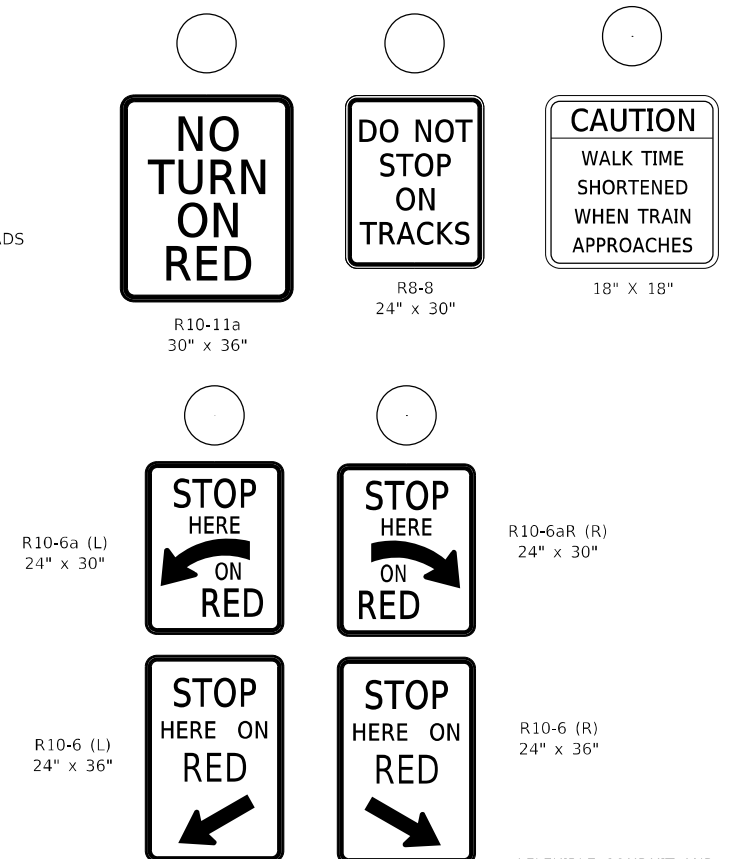 NO
TURN
ON
RED
R10-11a
30" x 36"
DO NOT
STOP
ON
TRACKS
R8-8
24" x 30"
CAUTION
WALK TIME
SHORTENED
WHEN TRAIN
APPROACHES
18" X 18"
R10-6a (L)
24" x 30"
STOP
HERE
ON
RED
STOP
HERE
ON
RED
R10-6aR (R)
24" x 30"
R10-6 (L)
24" x 36"
STOP
HERE ON
RED
STOP
HERE ON
RED
R10-6 (R)
24" x 36"